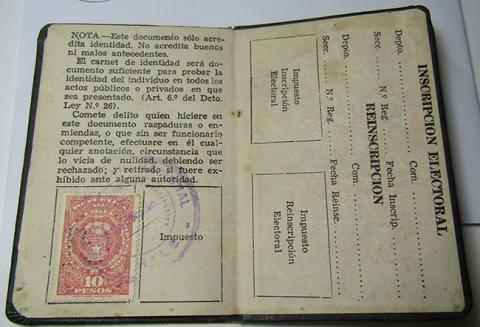 NOTA.—Este documento sólo acre-
dita identidad. No acredita buenos
ni malos antecedentes.
El carnet de identidad será do-
cumento suficiente para probar la
identidad del individuo en todos los
actos públicos o privados en que
sea presentado. (Art. 6.º del Dcto.
Ley N.º 26).
Comete delito quien hiciere en
este documento raspaduras o en-
miendas, o que sin ser funcionario
competente, efectuare en él cual-
quier anotación, circunstancia que
lo vicia de nulidad, debiendo ser
rechazado; y retirado si fuere ex-
hibido ante alguna autoridad.
10
PESOS
Impuesto
INSCRIPCION ELECTORAL
Depto. Com.
Secc. N.º Reg Fecha Inscrip.
REINSCRIPCION
Depto. Com.
Secc. N.º Reg. Fecha Reinsc.
Impuesto
Inscripción
Electoral
Impuesto
Reinscripción
Electoral